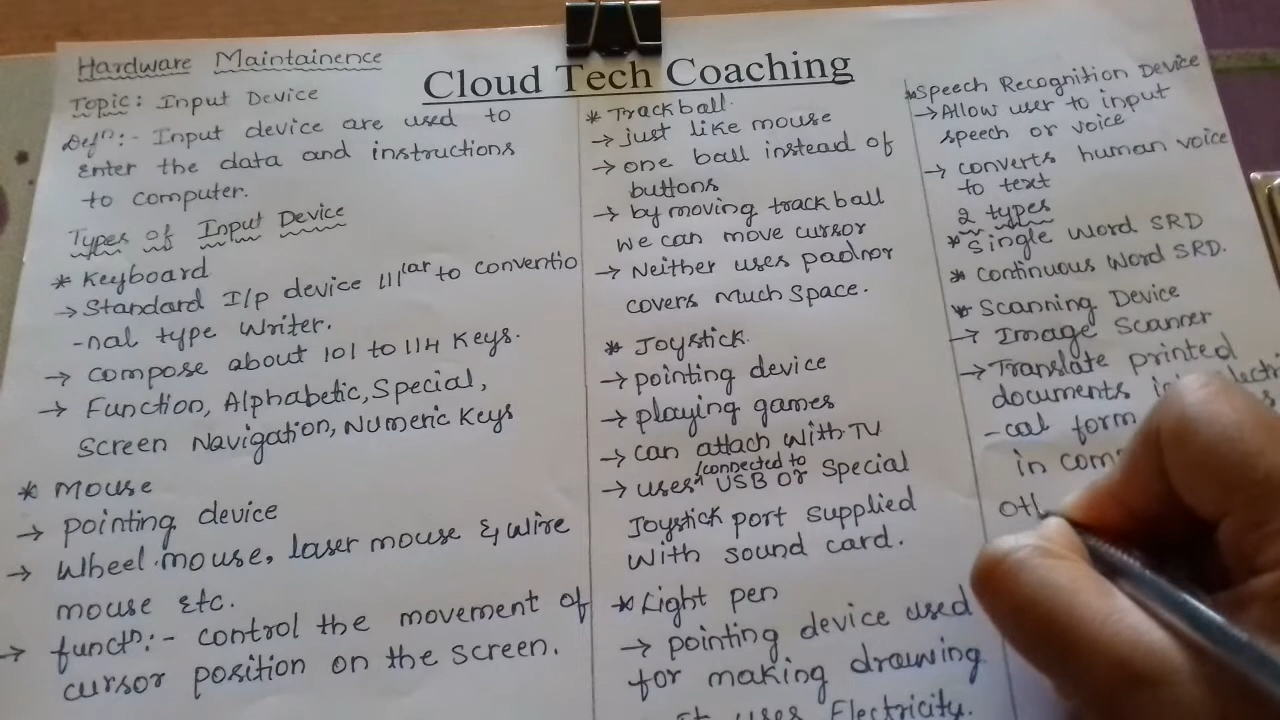 Hardware Maintainence
Cloud Tech Coaching
Topic: Input Device
Defn:- Input device are used to
enter the data and instructions
to computer.
Types of Input Device
* Keyboard
→ Standard I/p device lllar to conventio
-nal type writer.
→ compose about 101 to 114 Keys.
→ Function, Alphabetic, Special,
Screen Navigation, Numeric Keys
* Mouse
→ pointing device
→ Wheel mouse, laser mouse & wire
mouse etc.
→ functn:- control the movement of
cursor position on the screen.
* Trackball.
→ just like mouse
→ one ball instead of
buttons
→ by moving trackball
we can move cursor
→ Neither uses pad nor
covers Much space.
* Joystick.
→ pointing device
→ playing games
→ can attach with TV
→ uses /connected to USB or special
Joystick port supplied
with sound card.
* Light pen
→ pointing device used
for making drawing
uses Electricity.
* Speech Recognition Device
→ Allow user to input
speech or voice
→ converts human voice
to text
2 types
* Single word SRD
* Continuous Word SRD.
* Scanning Device
→ Image Scanner
→ Translate printed
documents
-cal form
in